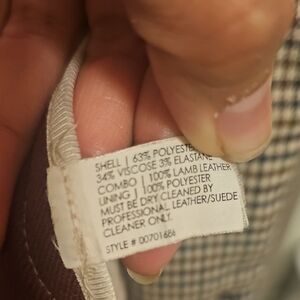 SHELL | 63% POLYESTE
34% VISCOSE 3% ELASTANE
COMBO | 100% LAMB LEATHER
LINING | 100% POLYESTER
MUST BE DRY CLEANED BY
PROFESSIONAL LEATHER/SUEDE
CLEANER ONLY.
STYLE # 00701686